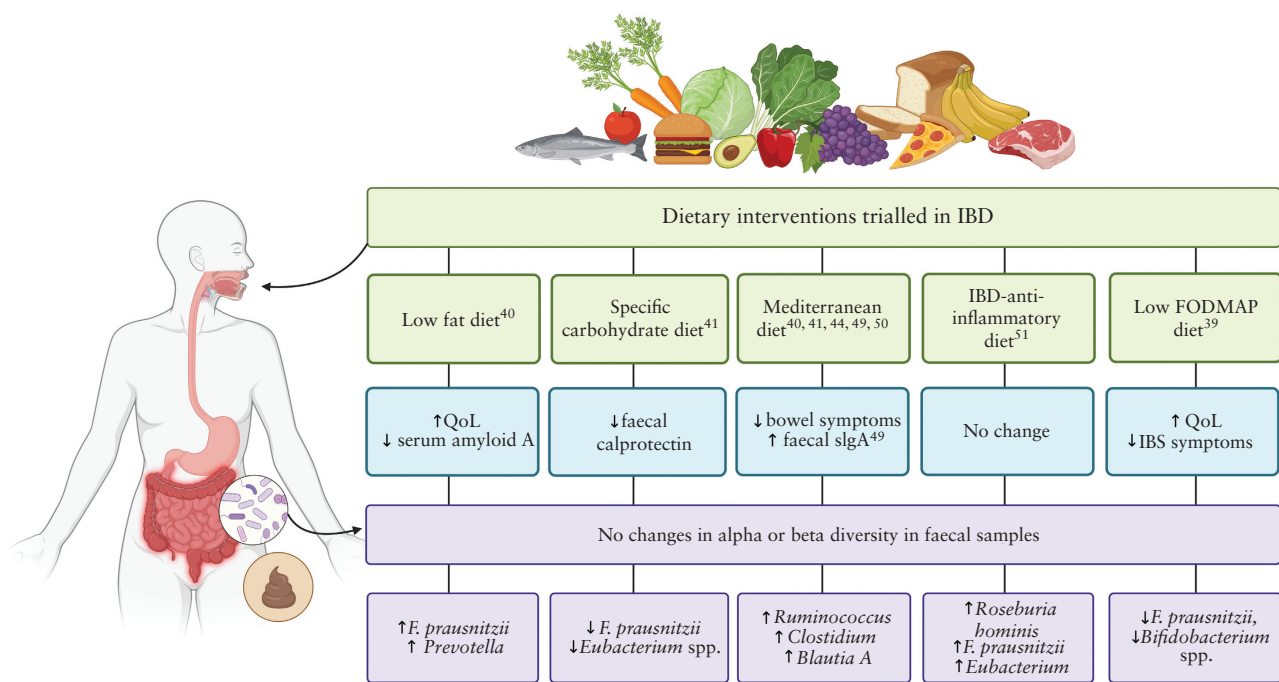 Dietary interventions trialled in IBD
Low fat diet40
Specific
carbohydrate diet41
Mediterranean
diet40, 41, 44, 49, 50
IBD-anti-
inflammatory
diet51
Low FODMAP
diet39
↑QoL
↓ serum amyloid A
↓faecal
calprotectin
↓bowel symptoms
↑ faecal sIgA49
No change
↑ QoL
↓IBS symptoms
No changes in alpha or beta diversity in faecal samples
↑F. prausnitzii
↑ Prevotella
↓ F. prausnitzii
↓Eubacterium spp.
↑Ruminococcus
↑ Clostidium
↑ Blautia A
↑Roseburia
hominis
↑F. prausnitzii
↑Eubacterium
↓F. prausnitzii,
↓Bifidobacterium
spp.